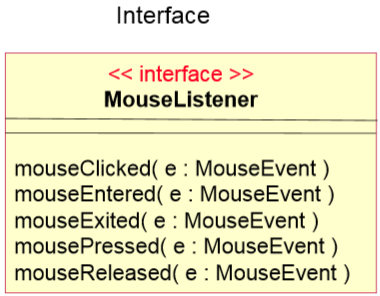 Interface
<< interface >>
MouseListener
mouseClicked( e : MouseEvent )
mouseEntered( e : MouseEvent )
mouseExited( e : MouseEvent )
mousePressed( e : MouseEvent )
mouseReleased( e : MouseEvent )